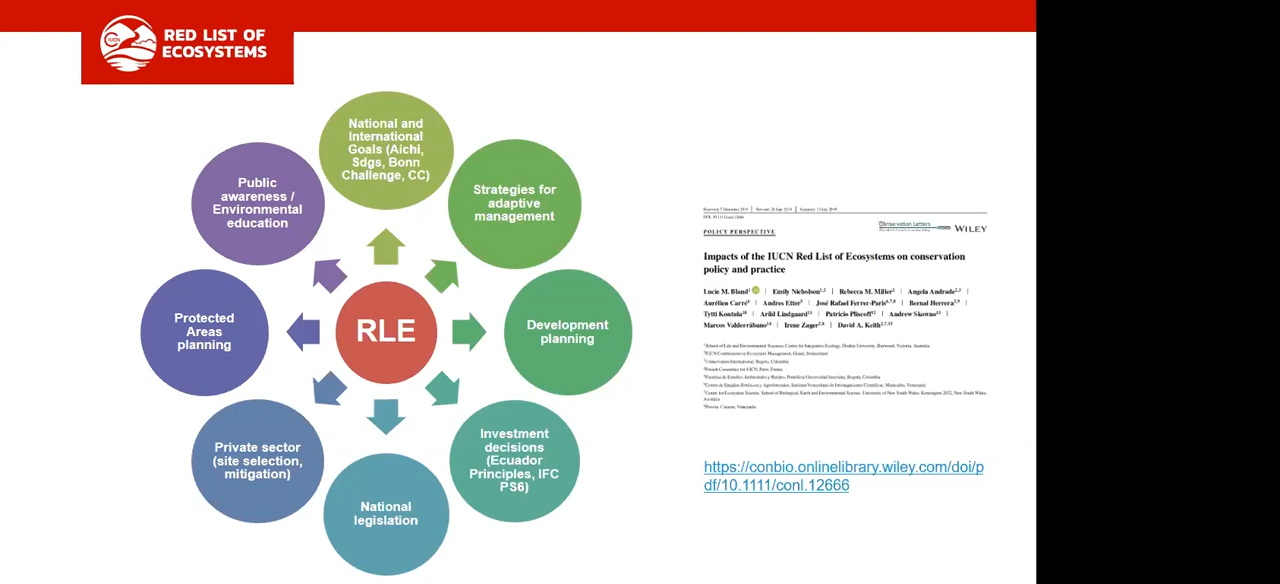 IUCN
RED LIST OF
ECOSYSTEMS
National and
International
Goals (Aichi,
Sdgs, Bonn
Challenge, CC)
Strategies for
adaptive
management
Development
planning
Investment
decisions
(Ecuador
Principles, IFC
PS6)
National
legislation
Private sector
(site selection,
mitigation)
Protected
Areas
planning
Public
awareness /
Environmental
education
RLE
POLICY PERSPECTIVE
Conservation Letters
WILEY
Impacts of the IUCN Red List of Ecosystems on conservation
policy and practice
Lucie M. Bland | Emily Nicholson | Rebecca M. Miller | Angela Andrade |
Aurélien Carré | Andres Etter | José Rafael Ferrer-Paris | Bernal Herrera |
Tytti Kontula | Arild Lindgaard | Patricio Pliscoff | Andrew Skowno |
Marcos Valderrábano | Irene Zager | David A. Keith
https://conbio.onlinelibrary.wiley.com/doi/p
df/10.1111/conl.12666